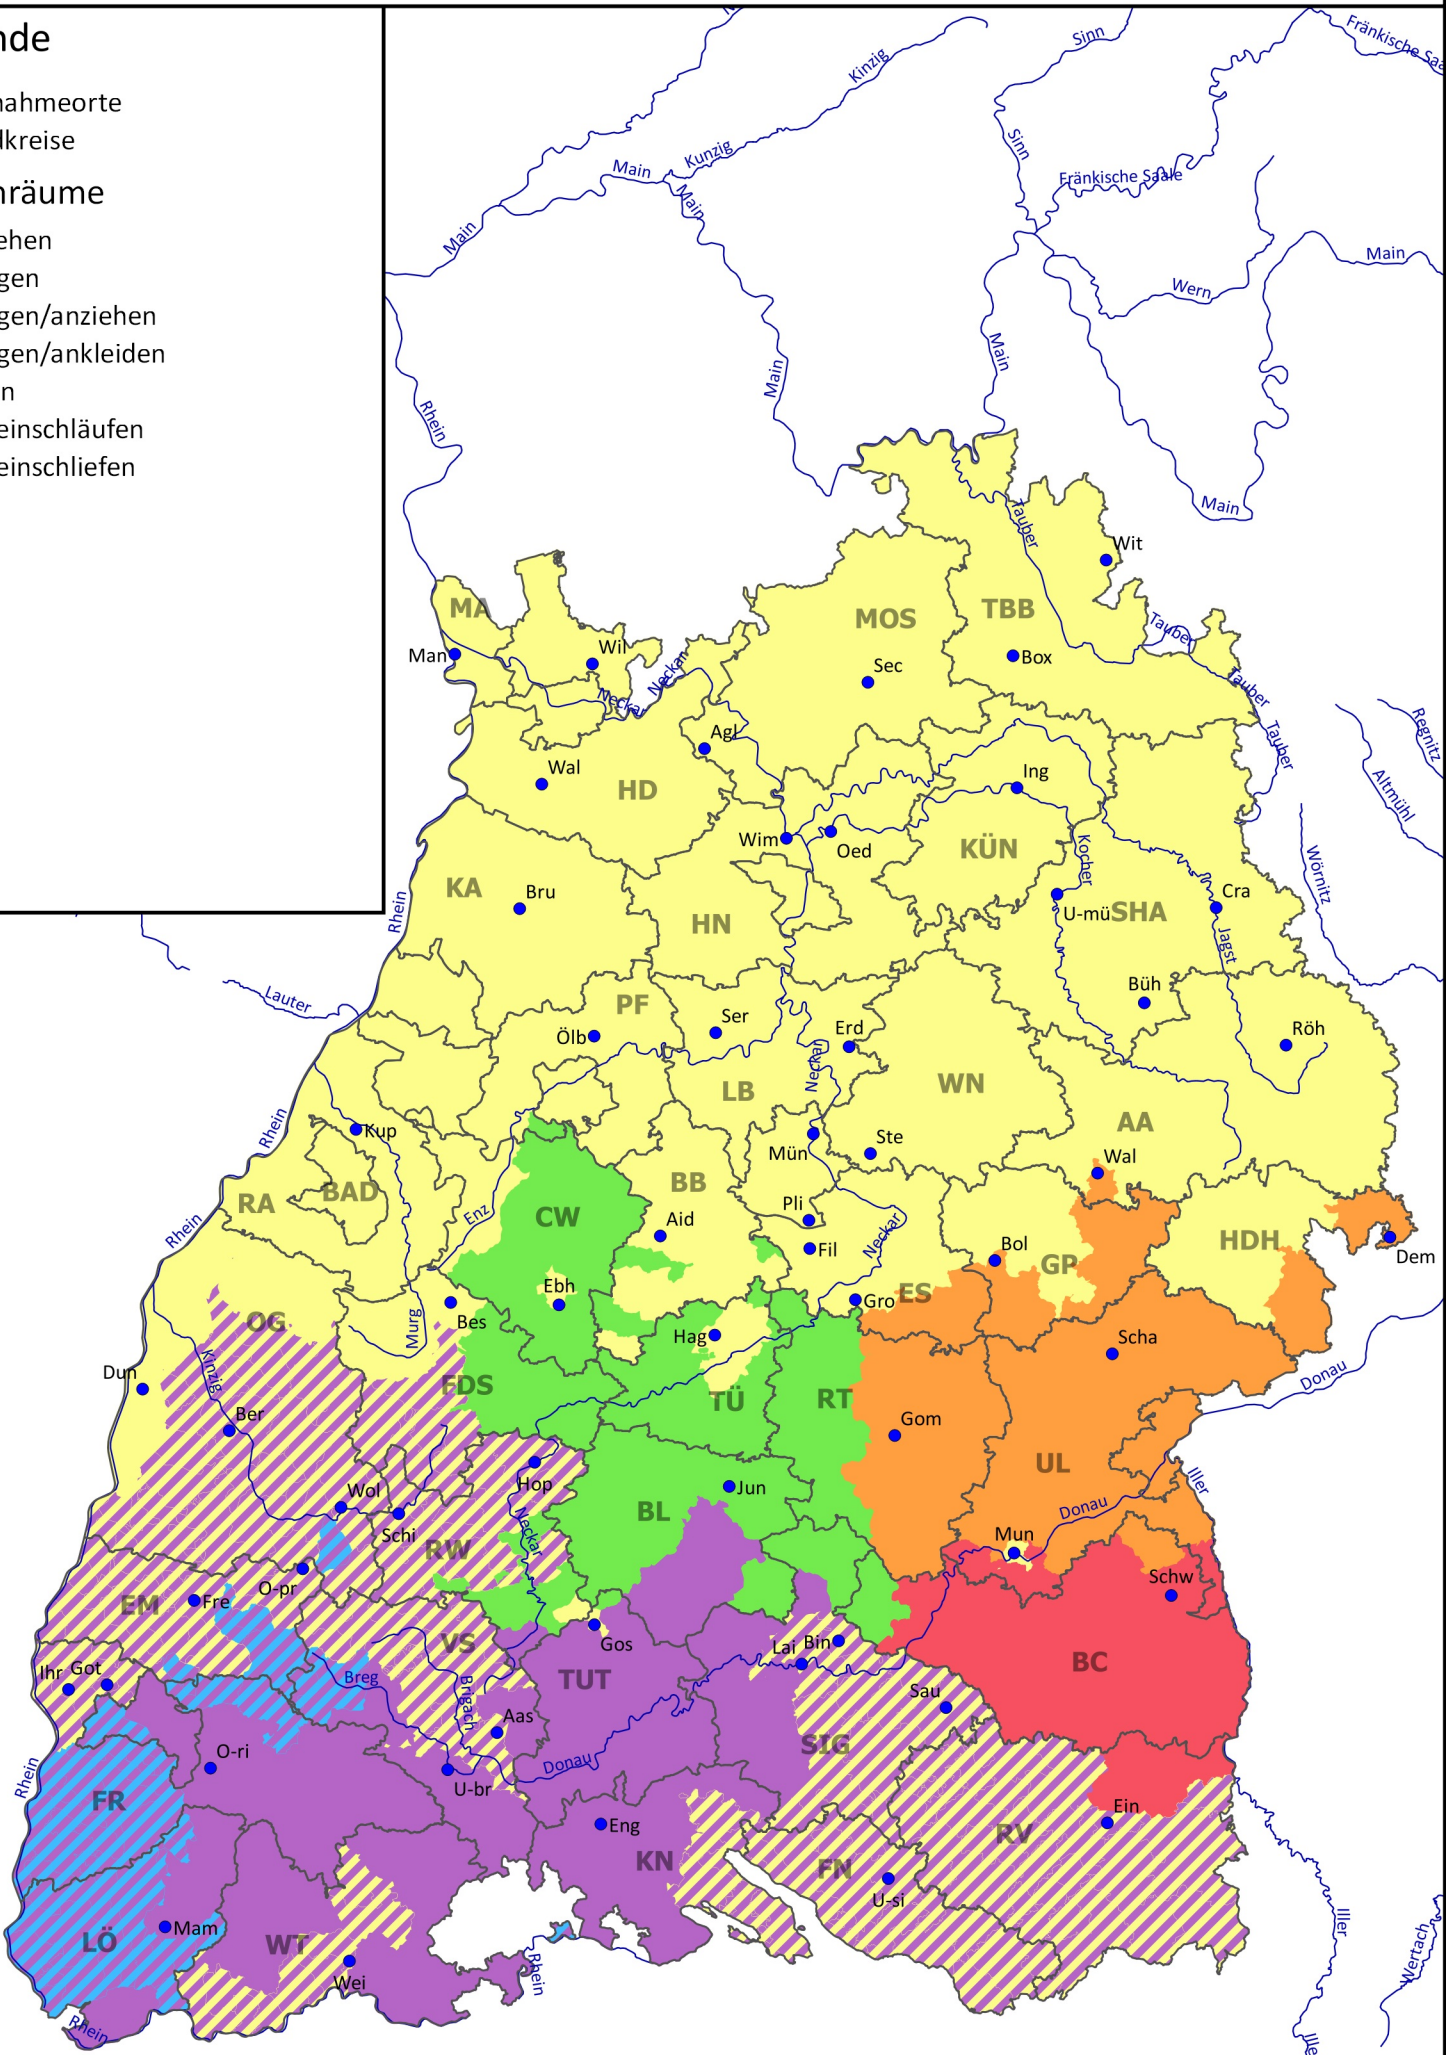 nde
nahmeorte
dkreise
nräume
ehen
gen
gen/anziehen
gen/ankleiden
n
einschläufen
einschliefen
Kinzig
Sinn
Fränkische Saa
Sinn
Main
Kunzig
Main
Fränkische Saale
Main
Main
Wern
Main
Main
Rhein
Main
Tauber
Wit
MA
MOS
TBB
Tauber
Man
Wil
Neckar
Sec
Box
Neckar
Tauber
Agl
Tauber
Regnitz
Wal
HD
Ing
Altmühl
Wim
Oed
KÜN
Kocher
Wörnitz
KA
Bru
Rhein
HN
U-mü
SHA
Cra
Jagst
Lauter
PF
Büh
Ölb
Ser
Erd
Röh
Neckar
LB
WN
Rhein
Kup
AA
Mün
Ste
Wal
RA
BAD
BB
Enz
CW
Aid
Pli
Rhein
Fil
Neckar
Bol
GP
HDH
Dem
Ebh
Gro
ES
OG
Murg
Bes
Hag
Scha
Kinzig
Dun
FDS
TÜ
RT
Donau
Ber
Gom
Wol
Hop
Jun
UL
Iller
Schi
BL
Donau
Neckar
RW
Mun
O-pr
Schw
EM
Fre
VS
Gos
Lai
Bin
BC
Ihr
Got
Breg
TUT
Brigach
Sau
Aas
O-ri
SIG
Rhein
Donau
U-br
FR
Eng
Ein
RV
KN
FN
U-si
Mam
LÖ
WT
Iller
Wertach
Wei
Rhein
Rhein
Ille